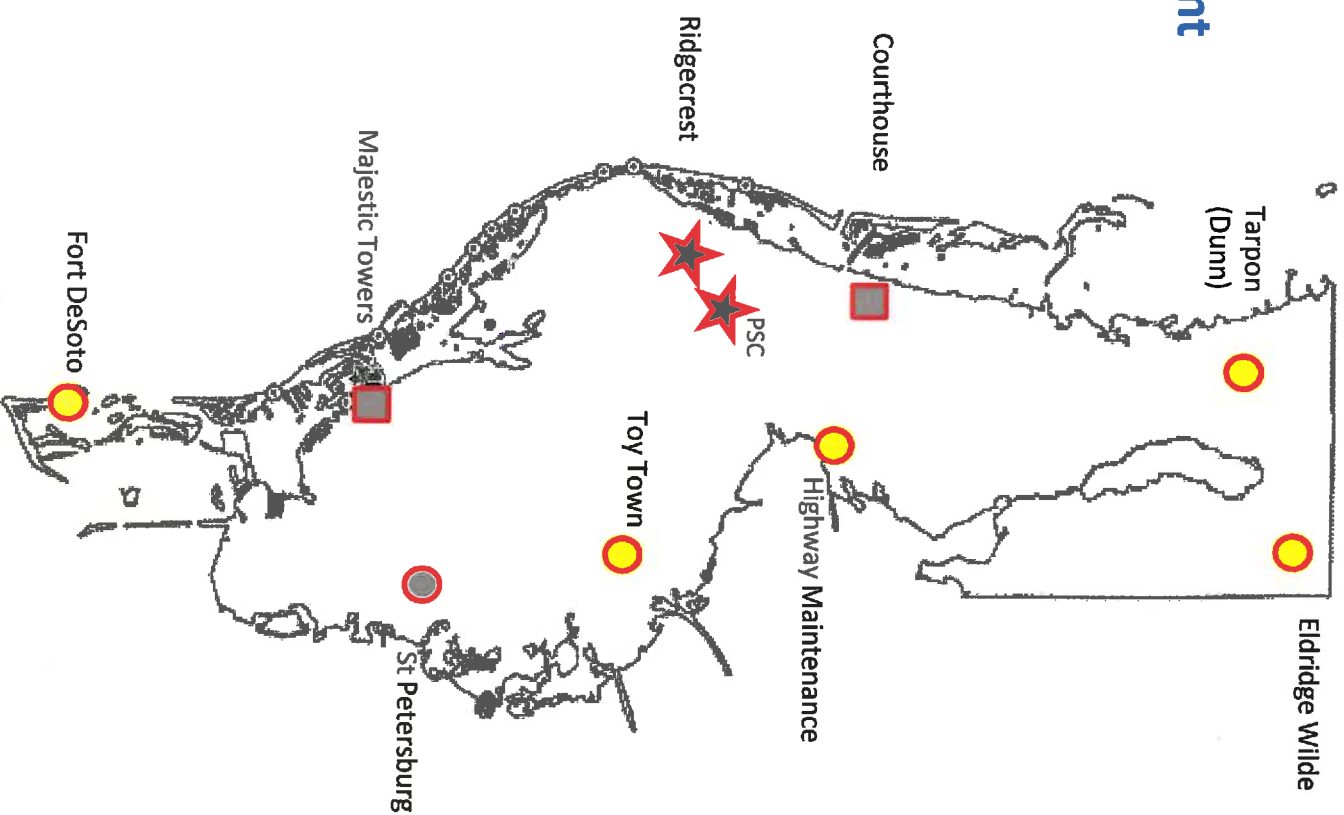 nt
Tarpon
(Dunn)
Eldridge Wilde
Courthouse
Highway Maintenance
Ridgecrest
PSC
Toy Town
St Petersburg
Majestic Towers
Fort DeSoto